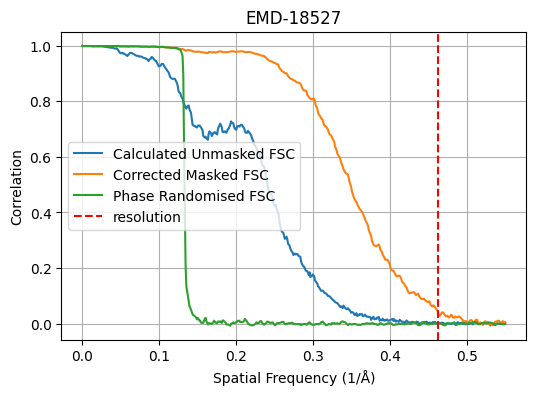 EMD-18527
1.0
0.8
0.6
0.4
0.2
0.0
Correlation
Calculated Unmasked FSC
Corrected Masked FSC
Phase Randomised FSC
resolution
0.0 0.1 0.2 0.3 0.4 0.5
Spatial Frequency (1/Å)